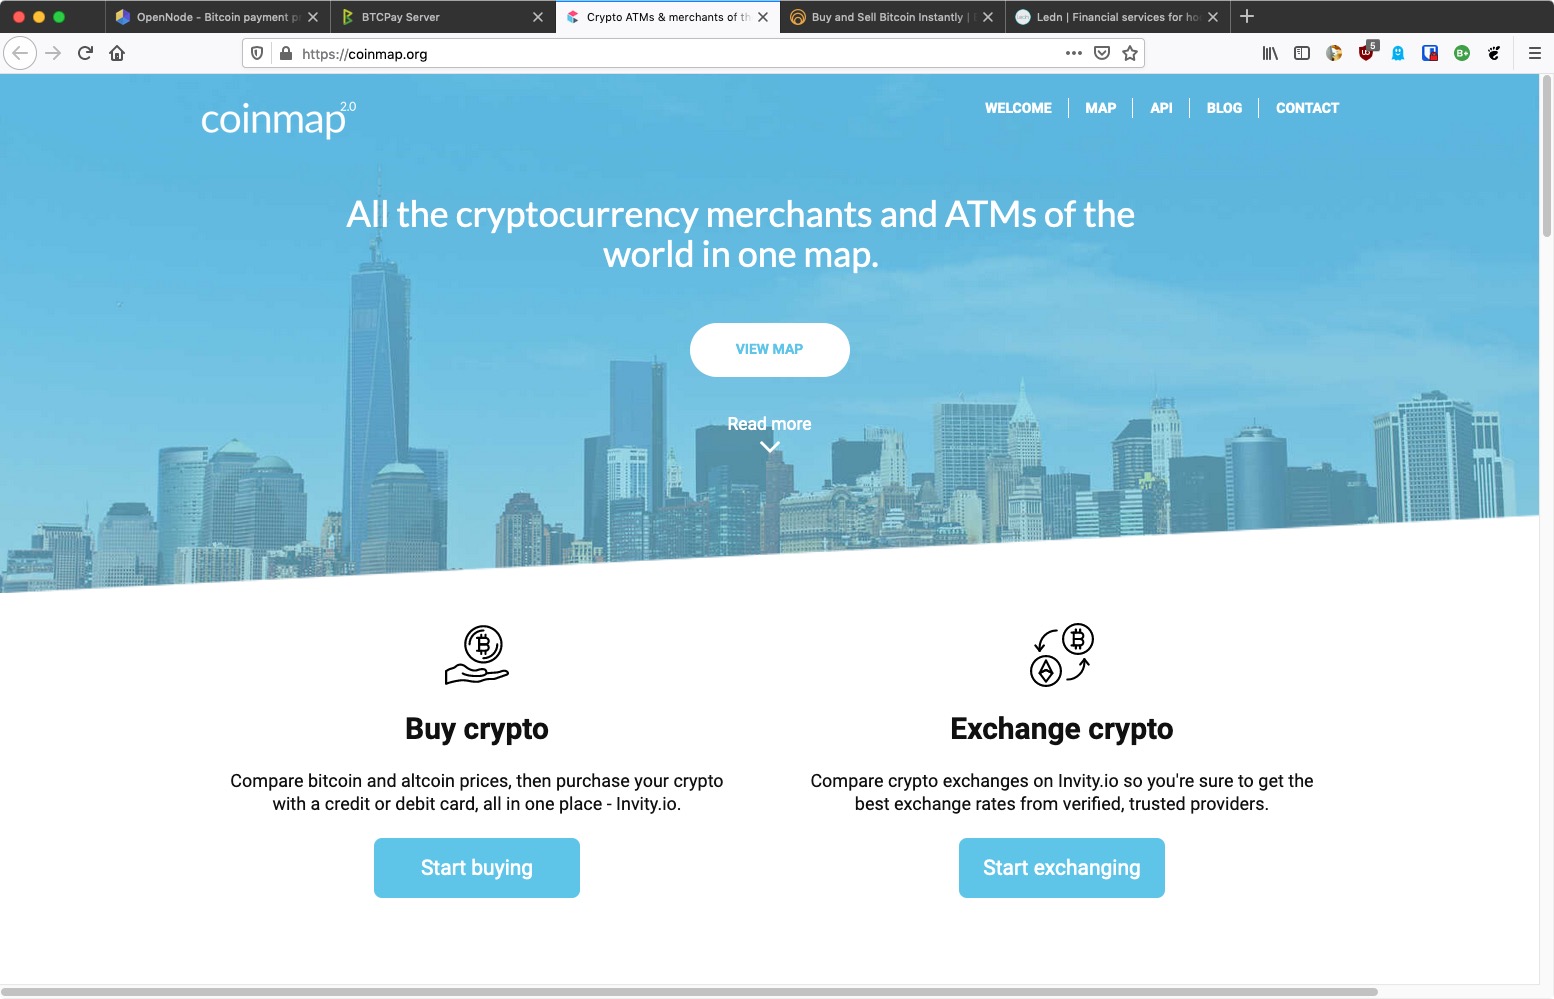 OpenNode - Bitcoin payment pr
BTCPay Server
Crypto ATMs & merchants of th
Buy and Sell Bitcoin Instantly |
Ledn | Financial services for ho
https://coinmap.org
5
B+
coinmap 2.0
WELCOME
MAP
API
BLOG
CONTACT
All the cryptocurrency merchants and ATMs of the
world in one map.
VIEW MAP
Read more
Buy crypto
Compare bitcoin and altcoin prices, then purchase your crypto
with a credit or debit card, all in one place - Invity.io.
Start buying
Exchange crypto
Compare crypto exchanges on Invity.io so you're sure to get the
best exchange rates from verified, trusted providers.
Start exchanging